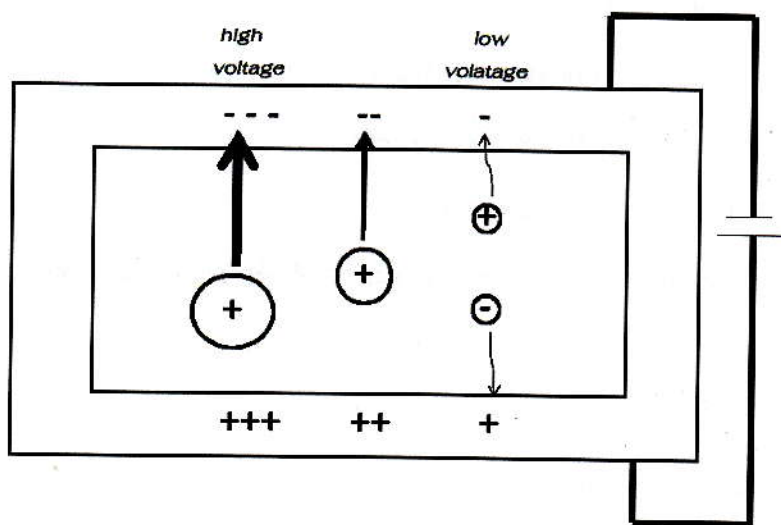 high
voltage
low
volatage
- - -
--
-
+
+
+
-
+++
++
+